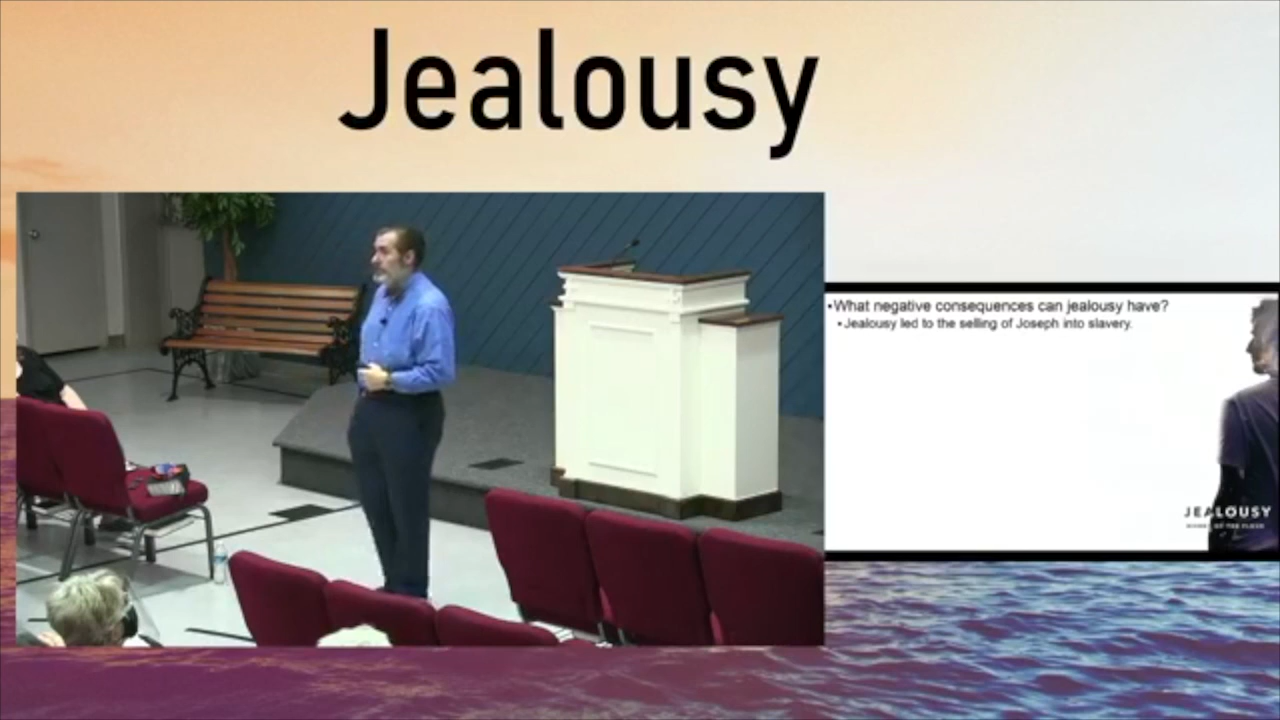 Jealousy
•What negative consequences can jealousy have?
•Jealousy led to the selling of Joseph into slavery.
JEALOUSY